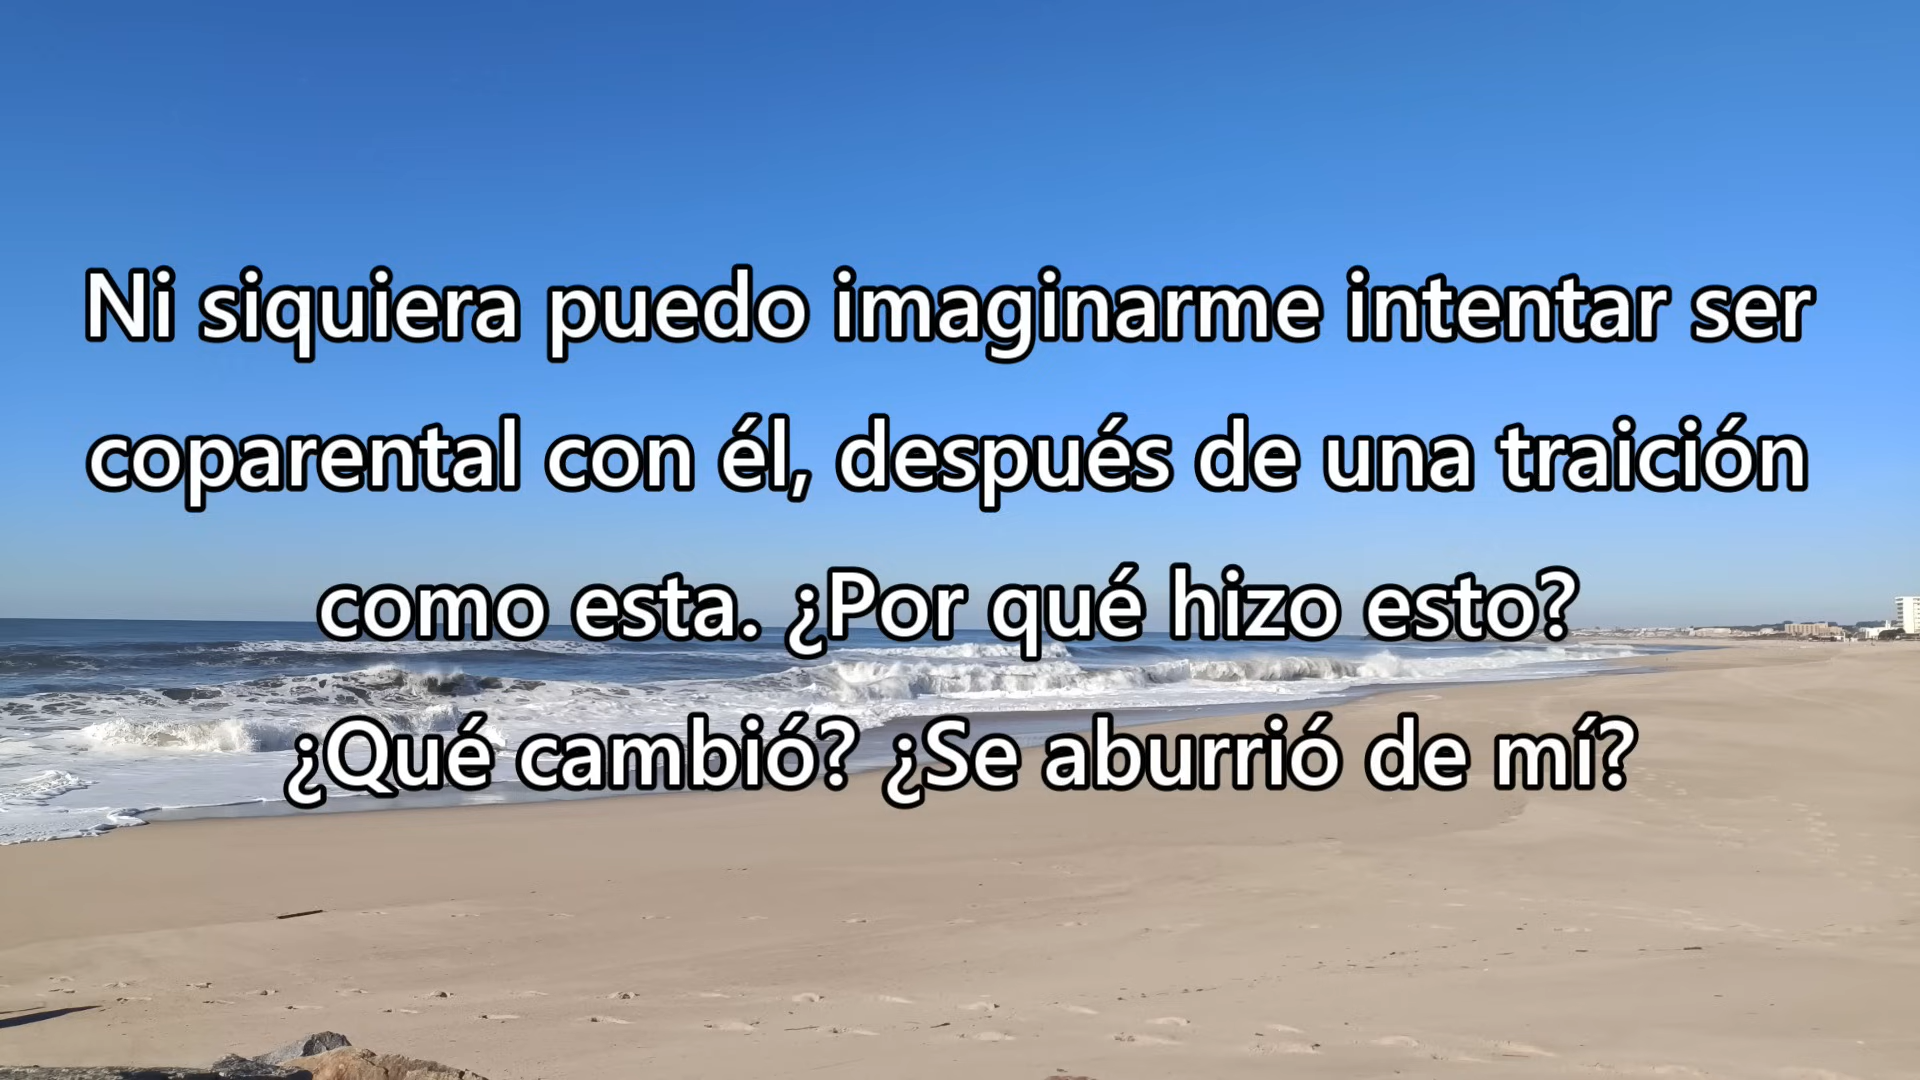 Ni siquiera puedo imaginarme intentar ser
coparental con él, después de una traición
como esta. ¿Por qué hizo esto?
¿Qué cambió? ¿Se aburrió de mí?